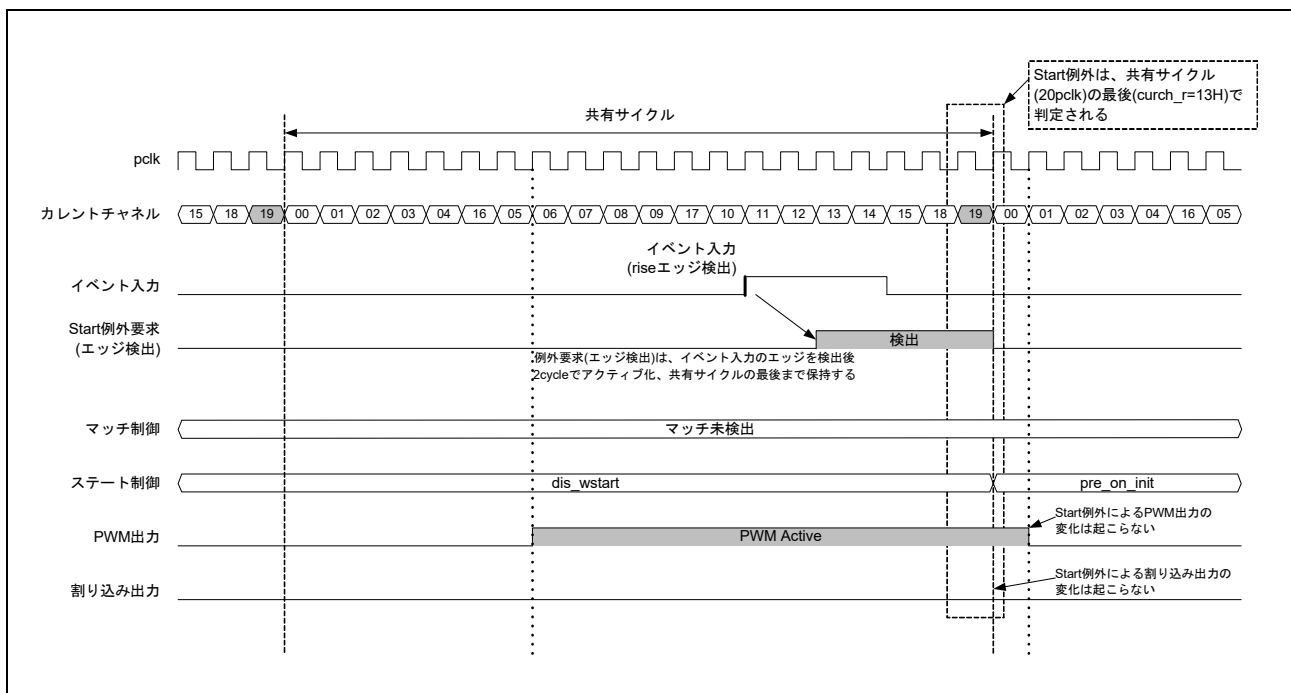 Start例外は、共有サイクル
(20pclk)の最後(curch_r=13H)で
判定される
共有サイクル
pclk
カレントチャネル 15 18 19 00 01 02 03 04 16 05 06 07 08 09 17 10 11 12 13 14 15 18 19 00 01 02 03 04 16 05
イベント入力
(riseエッジ検出)
イベント入力
Start例外要求
(エッジ検出)
検出
例外要求(エッジ検出)は、イベント入力のエッジを検出後
2cycleでアクティブ化、共有サイクルの最後まで保持する
マッチ制御 マッチ未検出
ステート制御 dis_wstart pre_on_init
Start例外によるPWM出力の
変化は起こらない
PWM出力 PWM Active
Start例外による割り込み出力の
変化は起こらない
割り込み出力